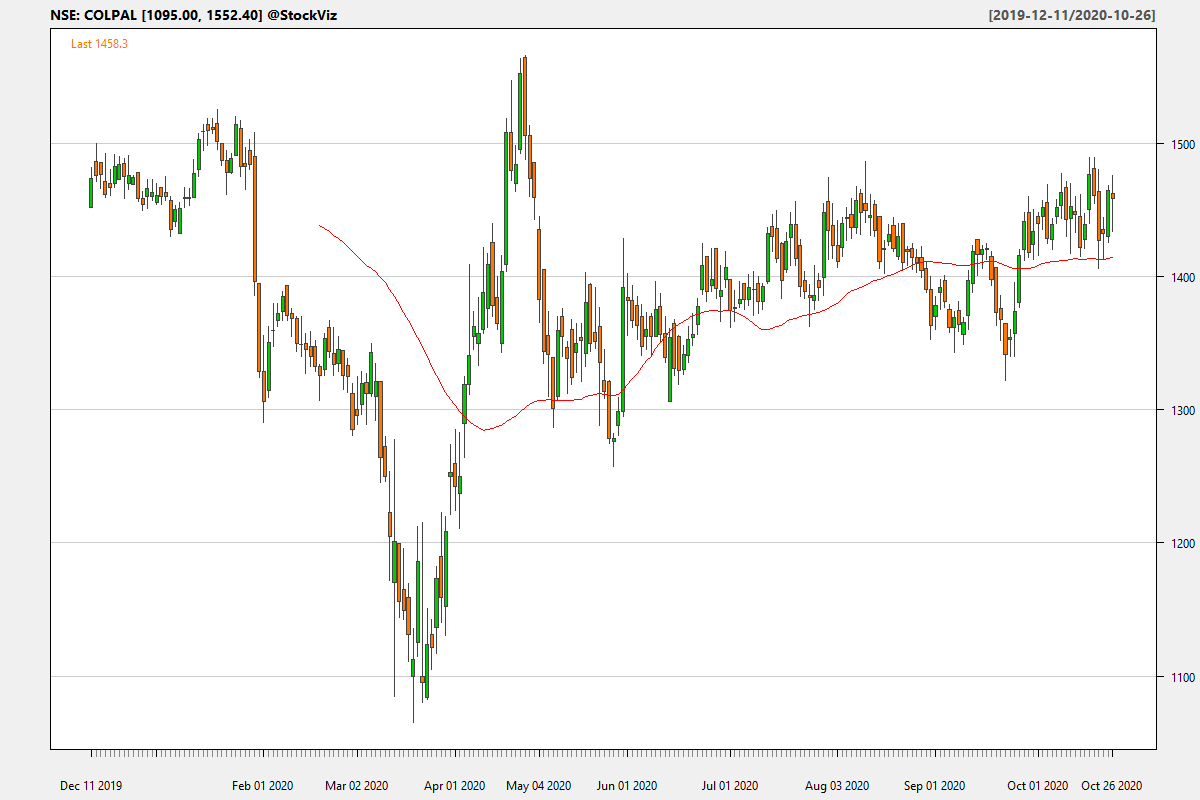 NSE: COLPAL [1095.00, 1552.40] @StockViz
[2019-12-11/2020-10-26]
Last 1458.3
1500
1400
1300
1200
1100
Dec 11 2019 Feb 01 2020 Mar 02 2020 Apr 01 2020 May 04 2020 Jun 01 2020 Jul 01 2020 Aug 03 2020 Sep 01 2020 Oct 01 2020 Oct 26 2020